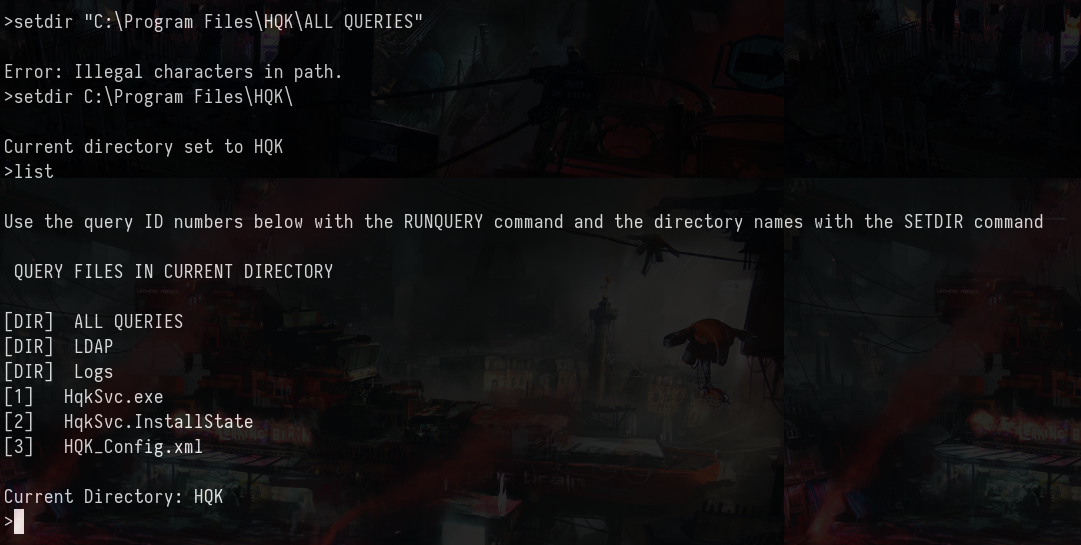 >setdir "C:\Program Files\HQK\ALL QUERIES"
Error: Illegal characters in path.
>setdir C:\Program Files\HQK\
Current directory set to HQK
>list
Use the query ID numbers below with the RUNQUERY command and the directory names with the SETDIR command
QUERY FILES IN CURRENT DIRECTORY
[DIR]  ALL QUERIES
[DIR]  LDAP
[DIR]  Logs
[1]   HqkSvc.exe
[2]   HqkSvc.InstallState
[3]   HQK_Config.xml
Current Directory: HQK
>